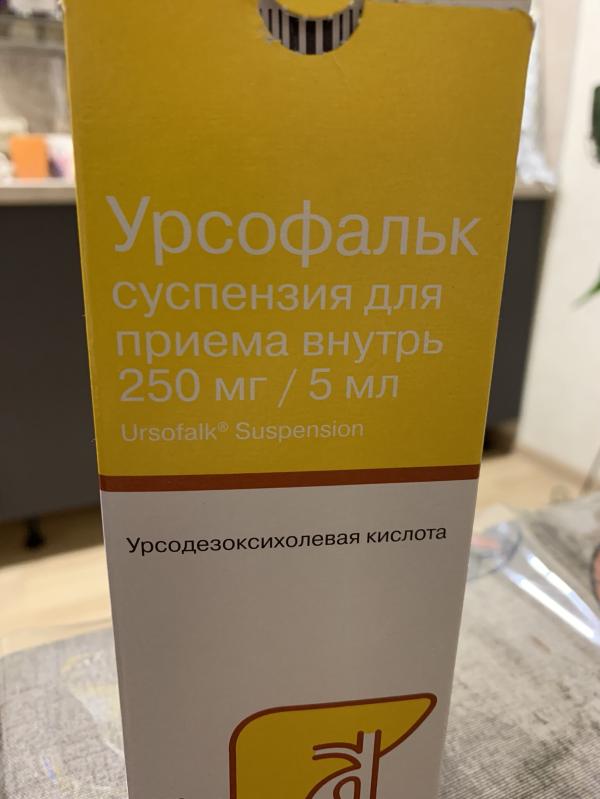 Урсофальк
суспензия для
приема внутрь
250 мг / 5 мл
Ursofalk® Suspension
Урсодезоксихолевая кислота